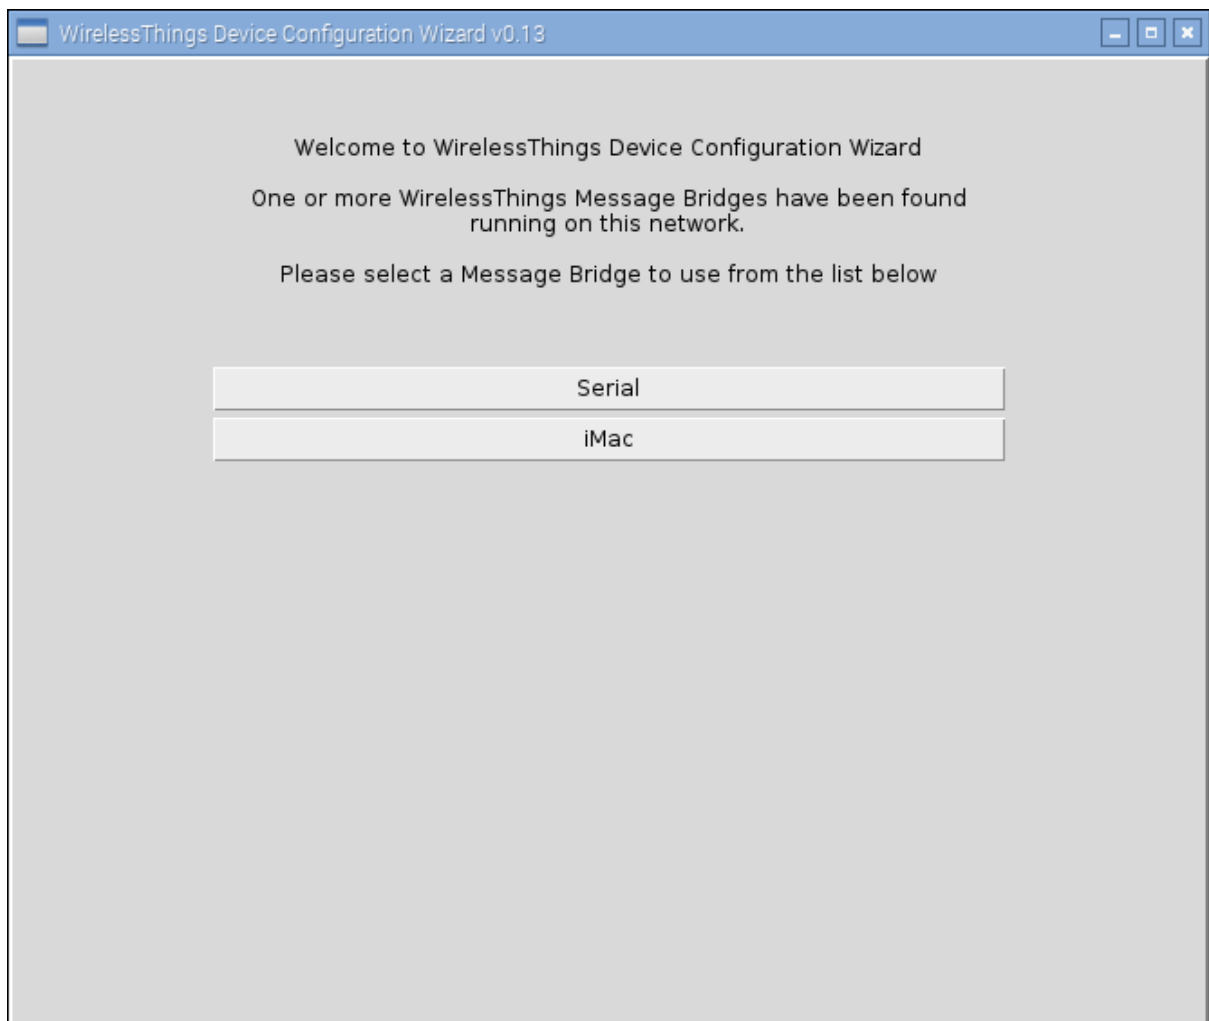 WirelessThings Device Configuration Wizard v0.13
Welcome to WirelessThings Device Configuration Wizard
One or more WirelessThings Message Bridges have been found
running on this network.
Please select a Message Bridge to use from the list below
Serial
iMac